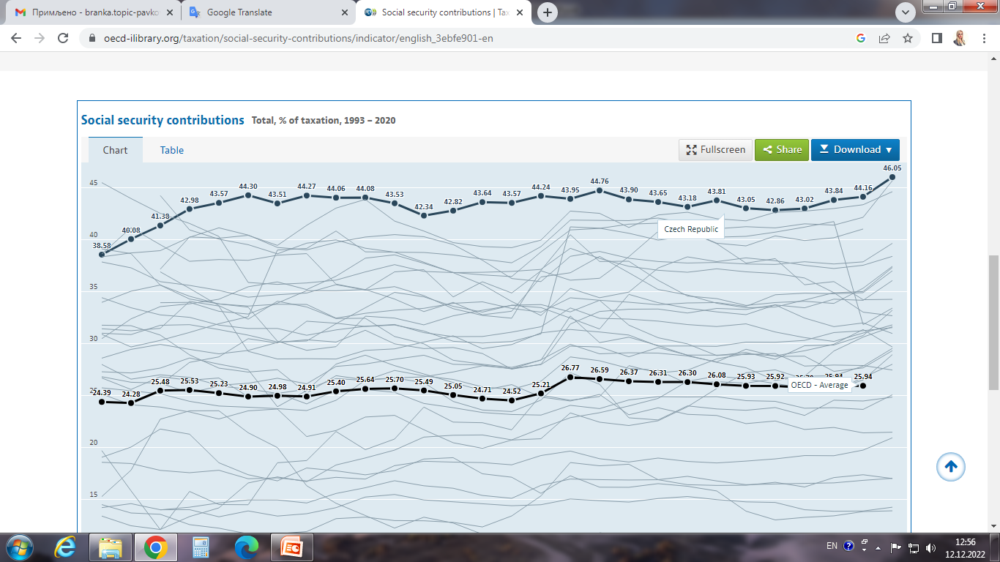 Примљено - branka.topic-pavko
Google Translate
Social security contributions | Tax
oecd-ilibrary.org/taxation/social-security-contributions/indicator/english_3ebfe901-en
Social security contributions Total, % of taxation, 1993 – 2020
Chart
Table
Fullscreen
Share
Download
45
40
35
30
20
15
38.58 40.08 41.38 42.98 43.57 44.30 43.51 44.27 44.06 44.08 43.53 42.34 42.82 43.64 43.57 44.24 43.95 44.76 43.90 43.65 43.18 43.81 43.05 42.86 43.02 43.84 44.16 46.05
Czech Republic
24.39 24.28 25.48 25.53 25.23 24.90 24.98 24.91 25.40 25.64 25.70 25.49 25.05 24.71 24.52 25.21 26.77 26.59 26.37 26.31 26.30 26.08 25.93 25.92 25.94 25.94
OECD - Average
EN
12:56
12.12.2022